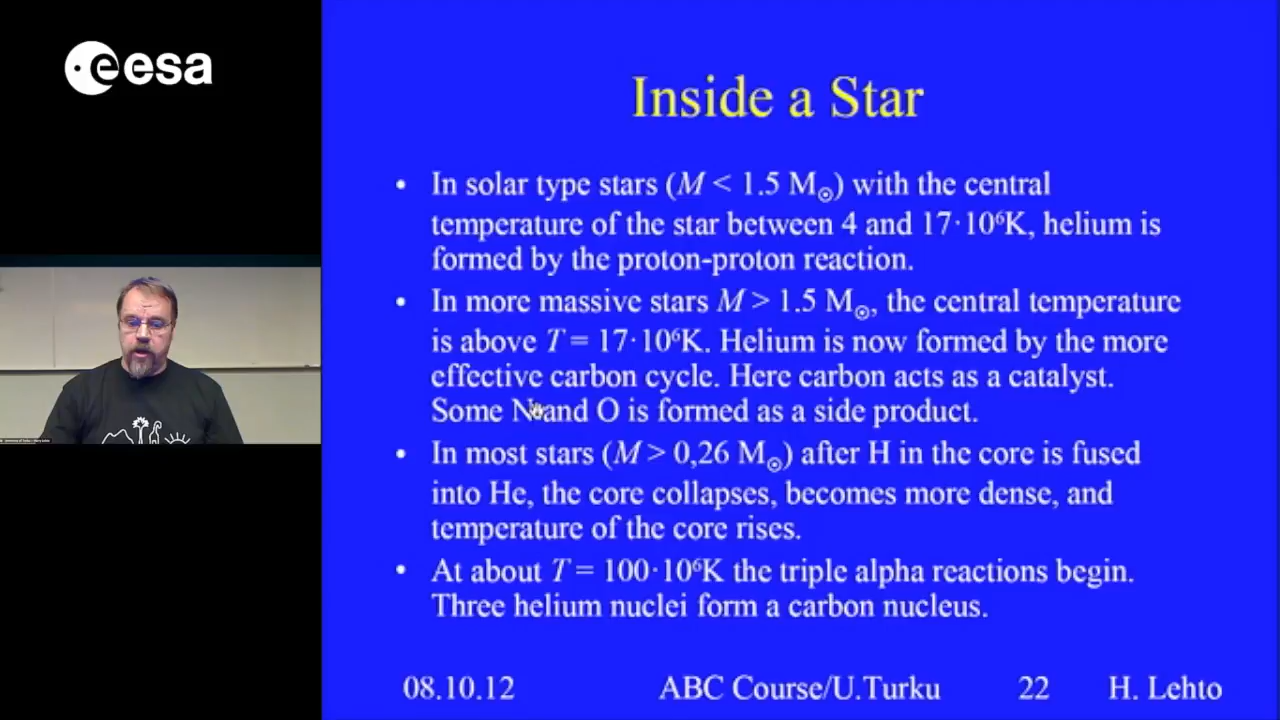 esa
Inside a Star
• In solar type stars (M < 1.5 M☉) with the central
temperature of the star between 4 and 17·10⁶K, helium is
formed by the proton-proton reaction.
• In more massive stars M > 1.5 M☉, the central temperature
is above T = 17·10⁶K. Helium is now formed by the more
effective carbon cycle. Here carbon acts as a catalyst.
Some N and O is formed as a side product.
• In most stars (M > 0,26 M☉) after H in the core is fused
into He, the core collapses, becomes more dense, and
temperature of the core rises.
• At about T = 100·10⁶K the triple alpha reactions begin.
Three helium nuclei form a carbon nucleus.
08.10.12 ABC Course/U.Turku 22 H. Lehto